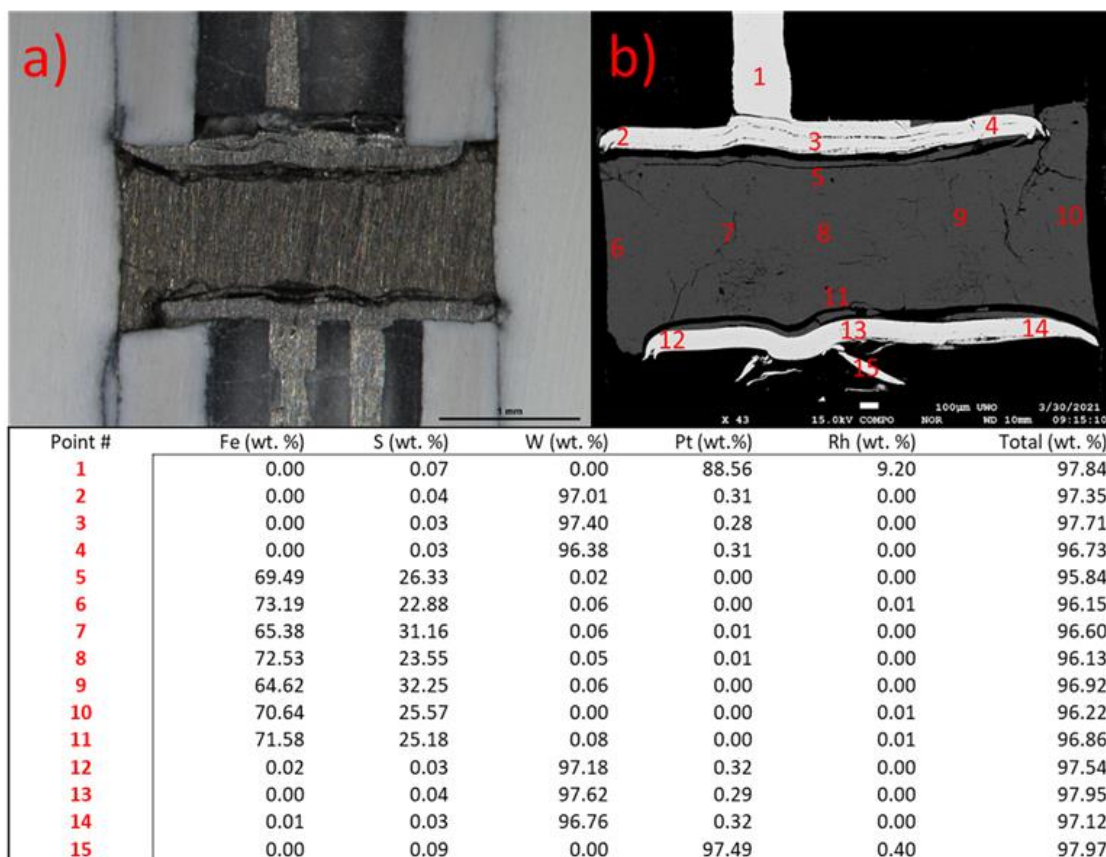 a)
b)
1
2
3
4
5
6
7
8
9
10
11
12
13
14
15
1 mm
100μm UWO 3/30/2021
X 43 15.0kV COMPO NOR WD 10mm 09:15:10
Point # Fe (wt. %) S (wt. %) W (wt. %) Pt (wt.%) Rh (wt. %) Total (wt. %)
1 0.00 0.07 0.00 88.56 9.20 97.84
2 0.00 0.04 97.01 0.31 0.00 97.35
3 0.00 0.03 97.40 0.28 0.00 97.71
4 0.00 0.03 96.38 0.31 0.00 96.73
5 69.49 26.33 0.02 0.00 0.00 95.84
6 73.19 22.88 0.06 0.00 0.01 96.15
7 65.38 31.16 0.06 0.01 0.00 96.60
8 72.53 23.55 0.05 0.01 0.00 96.13
9 64.62 32.25 0.06 0.00 0.00 96.92
10 70.64 25.57 0.00 0.00 0.01 96.22
11 71.58 25.18 0.08 0.00 0.01 96.86
12 0.02 0.03 97.18 0.32 0.00 97.54
13 0.00 0.04 97.62 0.29 0.00 97.95
14 0.01 0.03 96.76 0.32 0.00 97.12
15 0.00 0.09 0.00 97.49 0.40 97.97